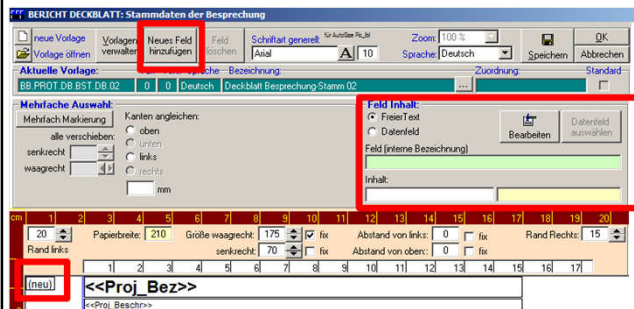 BERICHT DECKBLATT: Stammdaten der Besprechung
neue Vorlage
Vorlage öffnen
Vorlagen verwalten
Neues Feld hinzufügen
Feld löschen
Schriftart generell:
für AutoSize Pic_lbl
Arial
A 10
Zoom: 100 %
Sprache: Deutsch
Speichern
OK
Abbrechen
Aktuelle Vorlage:
Sprache Bezeichnung:
Zuordnung:
Standard
BB.PROT.DB.BST.DB.02 0 0 Deutsch Deckblatt Besprechung-Stamm 02 ...
Mehrfache Auswahl:
Mehrfach Markierung
alle verschieben:
senkrecht
waagrecht
Kanten angleichen:
oben
unten
links
rechts
mm
Feld Inhalt:
FreierText
Datenfeld
Bearbeiten
Datenfeld auswählen
Feld (interne Bezeichnung)
Inhalt:
cm 1 2 3 4 5 6 7 8 9 10 11 12 13 14 15 16 17 18 19 20
20 Papierbreite: 210 Größe waagrecht: 175 fix Abstand von links: 0 fix Rand Rechts: 15
Rand links senkrecht: 70 fix Abstand von oben:: 0 fix
1 2 3 4 5 6 7 8 9 10 11 12 13 14 15 16 17
(neu) <<Proj_Bez>>
<<Proj_Beschr>>